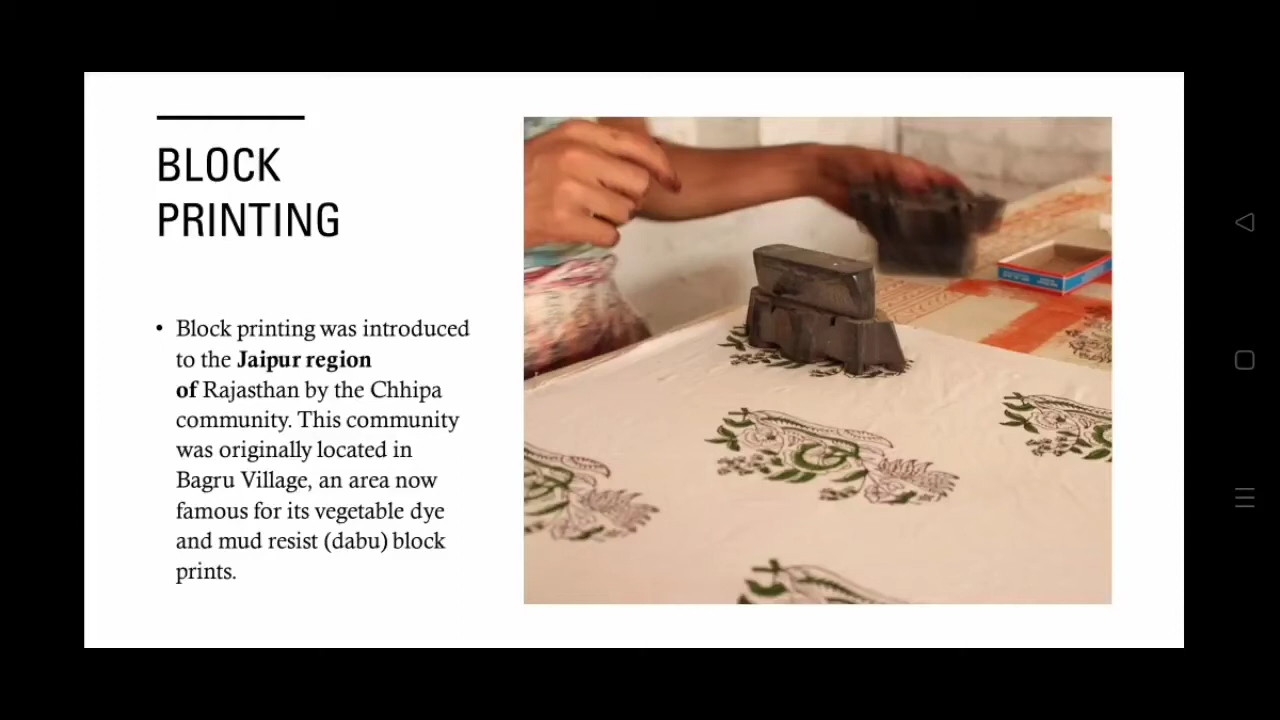 BLOCK
PRINTING
• Block printing was introduced
to the Jaipur region
of Rajasthan by the Chhipa
community. This community
was originally located in
Bagru Village, an area now
famous for its vegetable dye
and mud resist (dabu) block
prints.